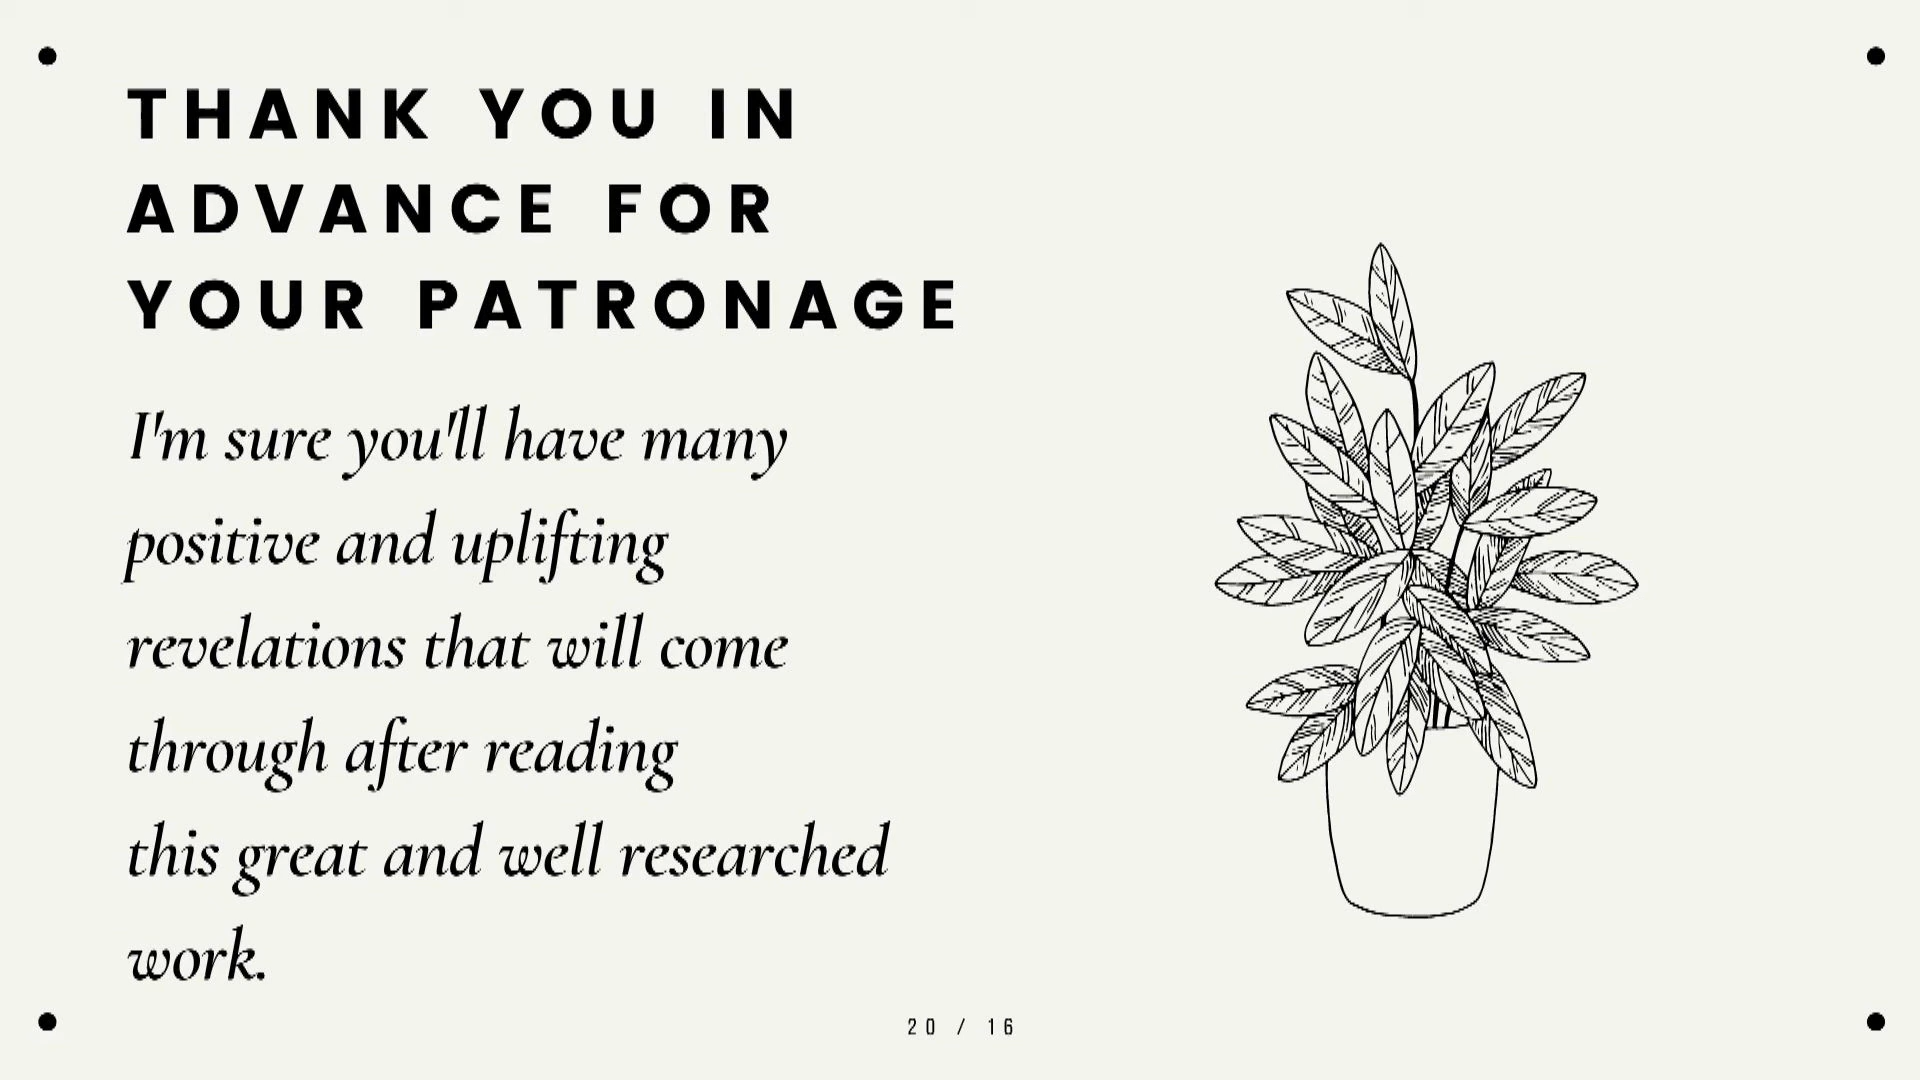 THANK YOU IN
ADVANCE FOR
YOUR PATRONAGE
I'm sure you'll have many
positive and uplifting
revelations that will come
through after reading
this great and well researched
work.
20 / 16